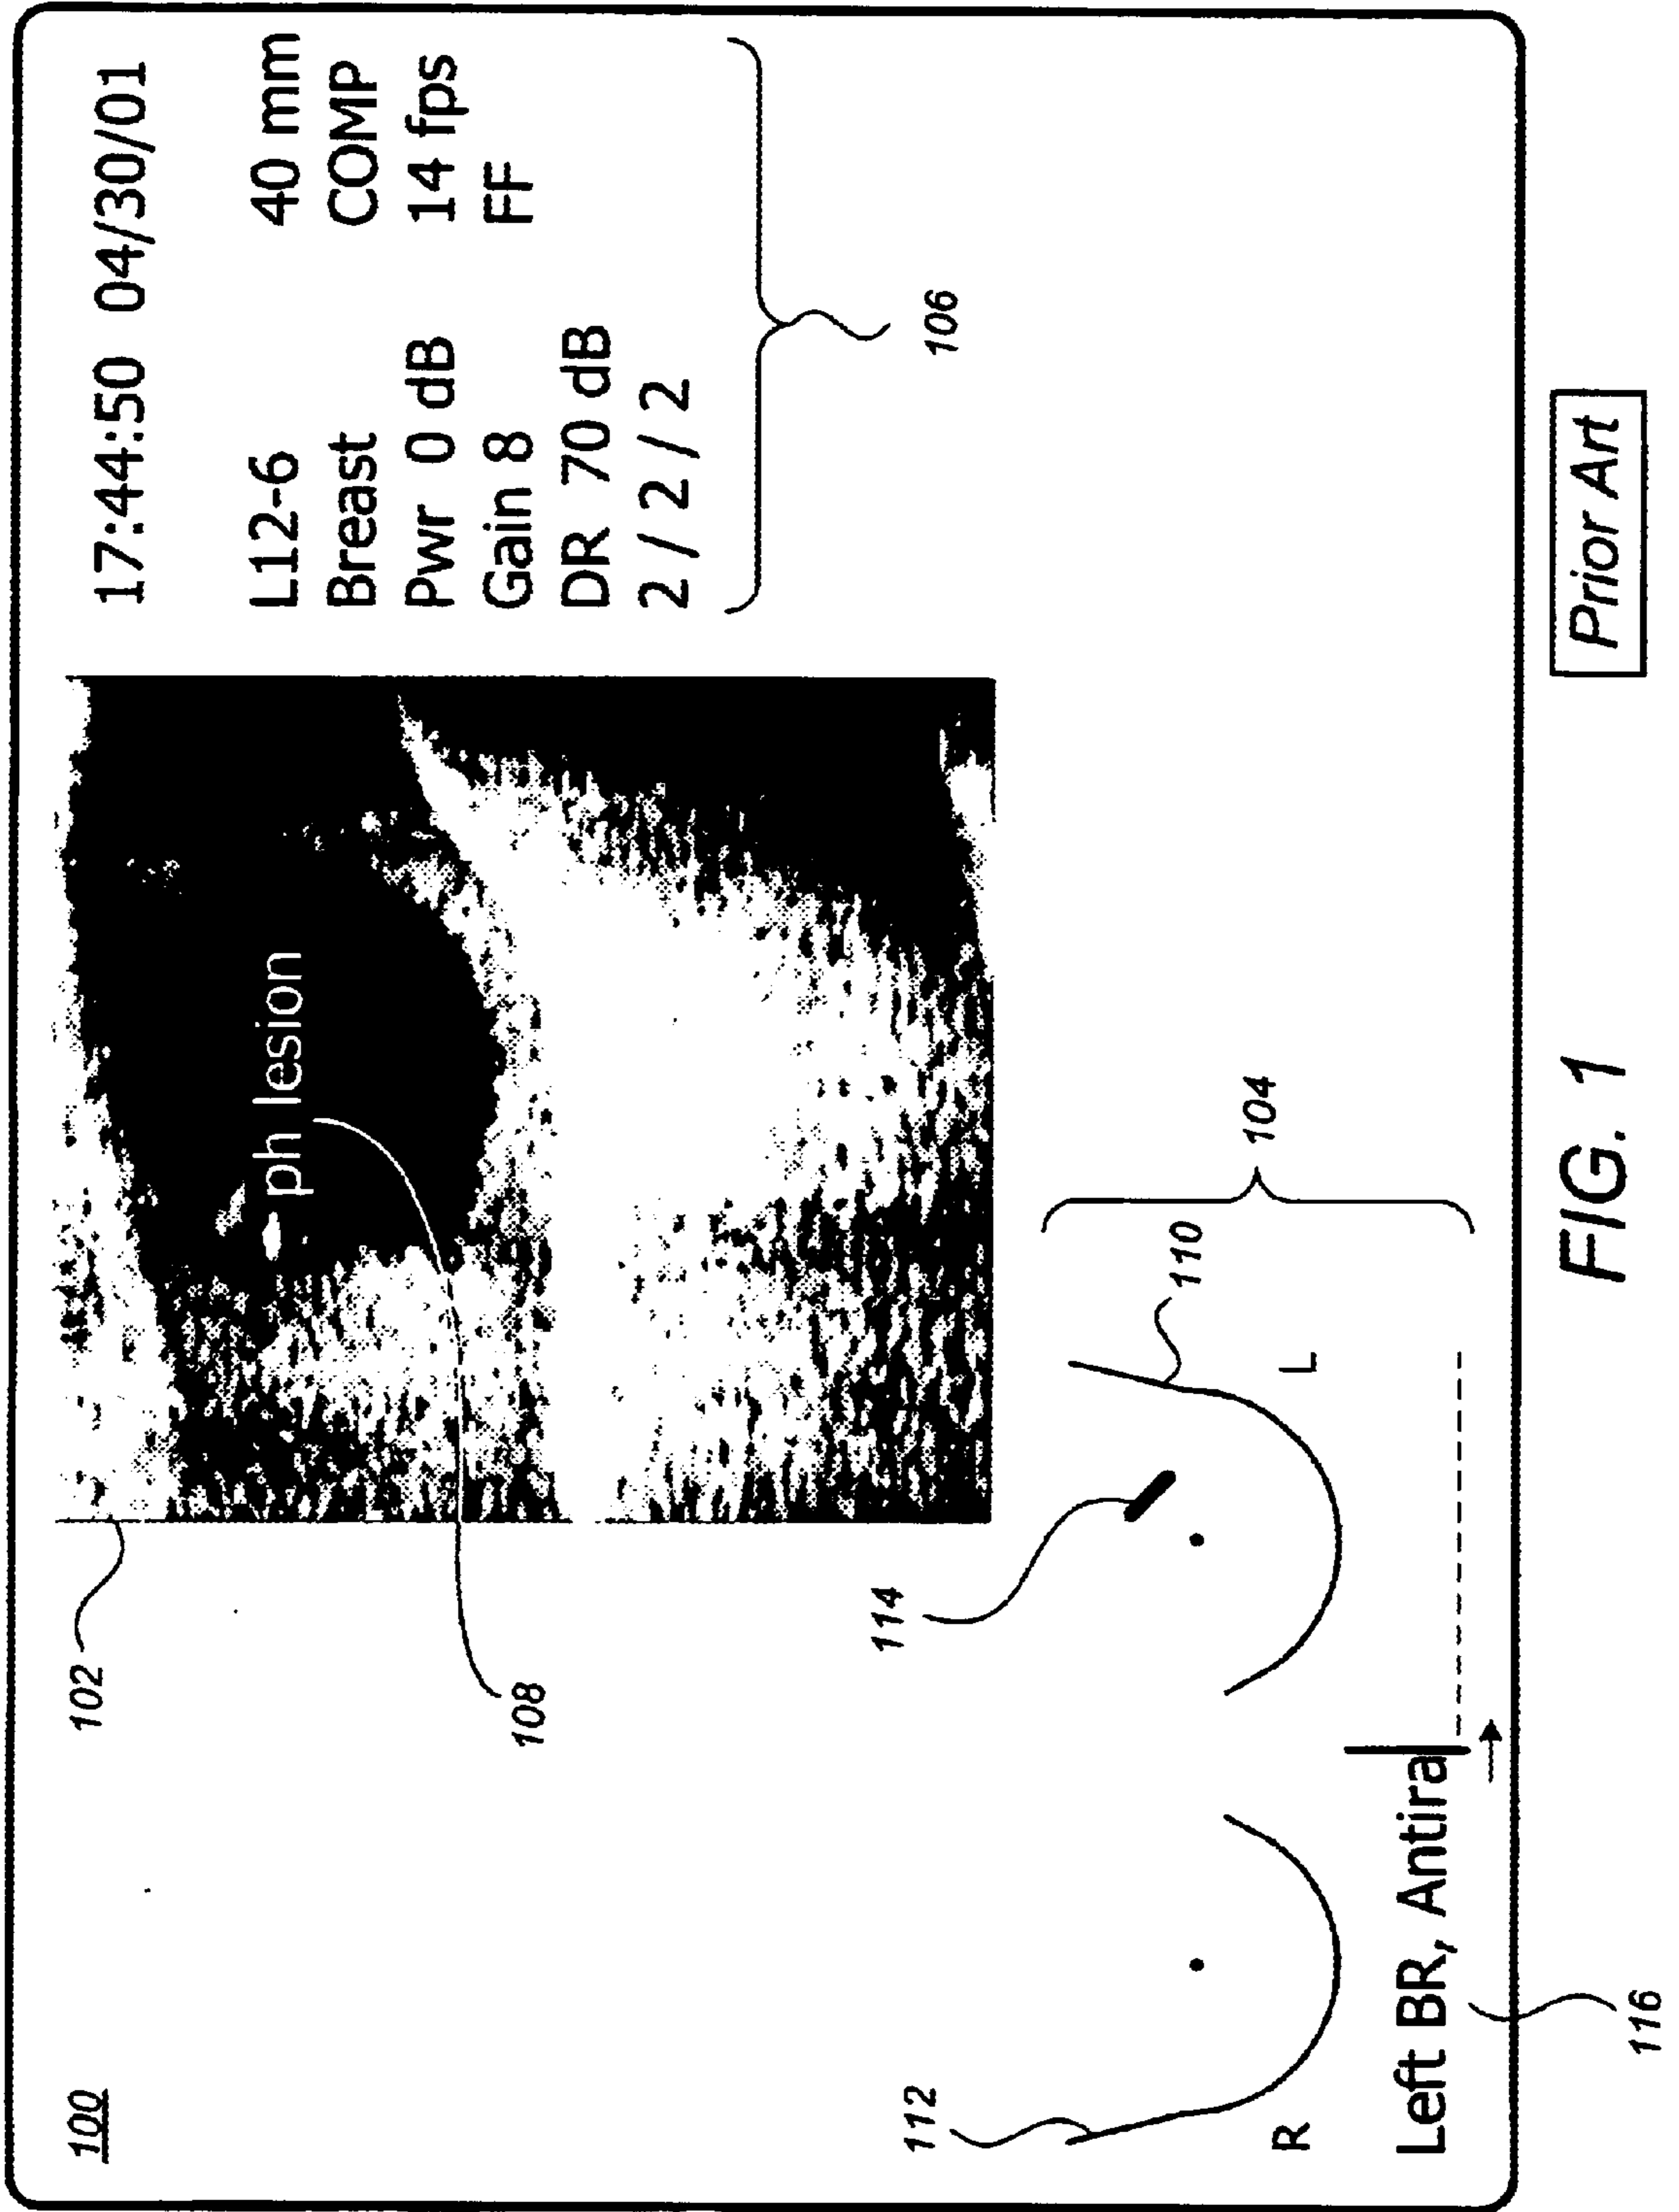 100
102
17:44:50 04/30/01
L12-6 40 mm
Breast COMP
Pwr 0 dB 14 fps
Gain 8 FF
DR 70 dB
2 / 2 / 2
106
ph lesion
108
112
114
110
R
L
104
Left BR, Antira
116
FIG. 1
Prior Art